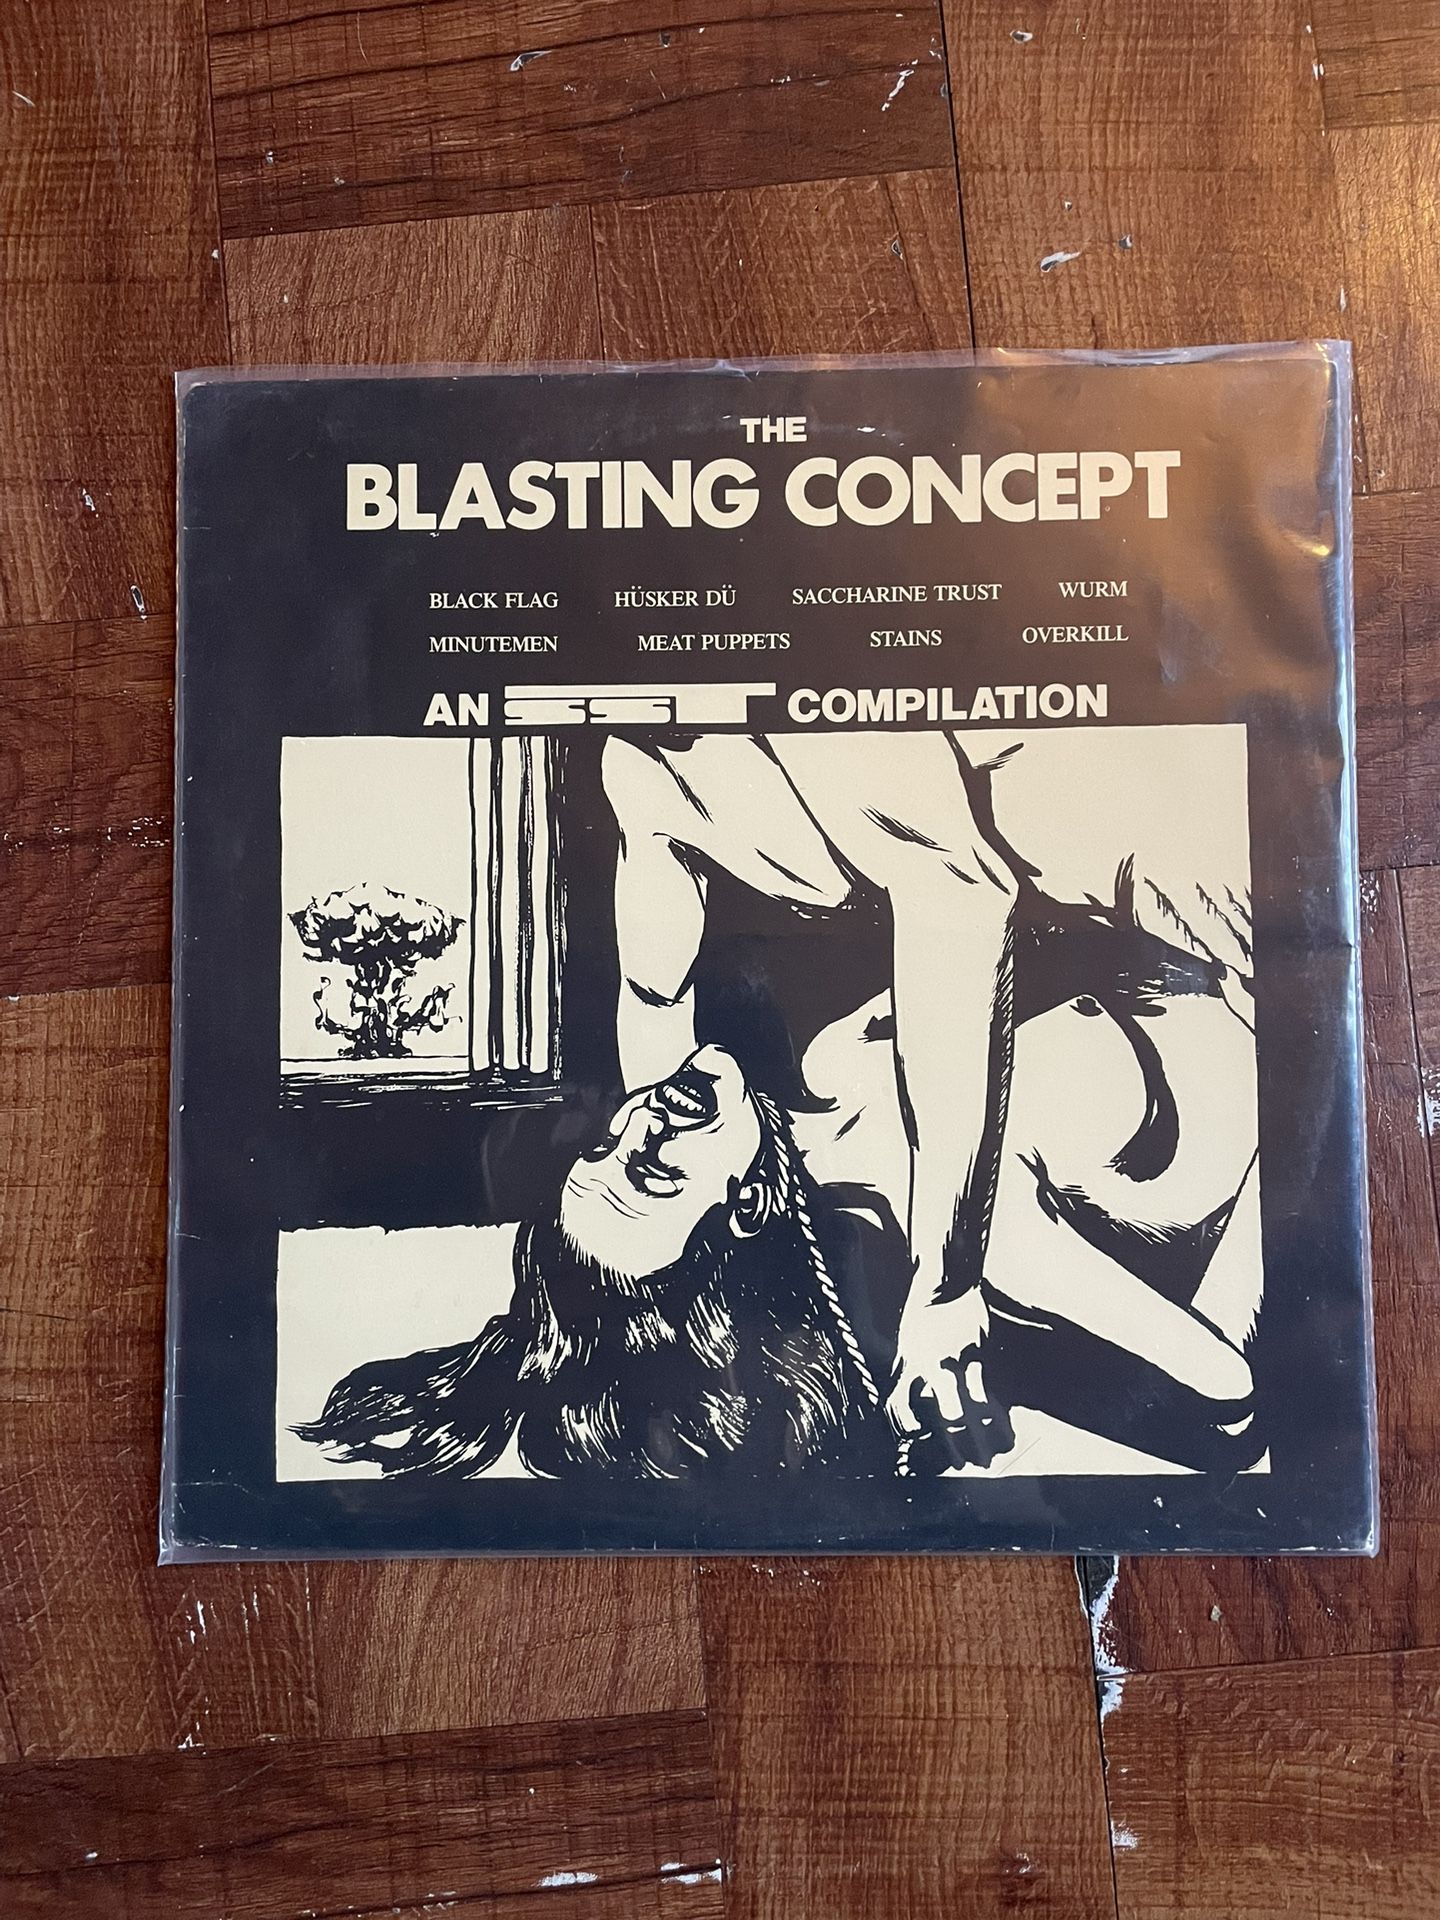 THE
BLASTING CONCEPT
BLACK FLAG HÜSKER DÜ SACCHARINE TRUST WURM
MINUTEMEN MEAT PUPPETS STAINS OVERKILL
AN SST COMPILATION